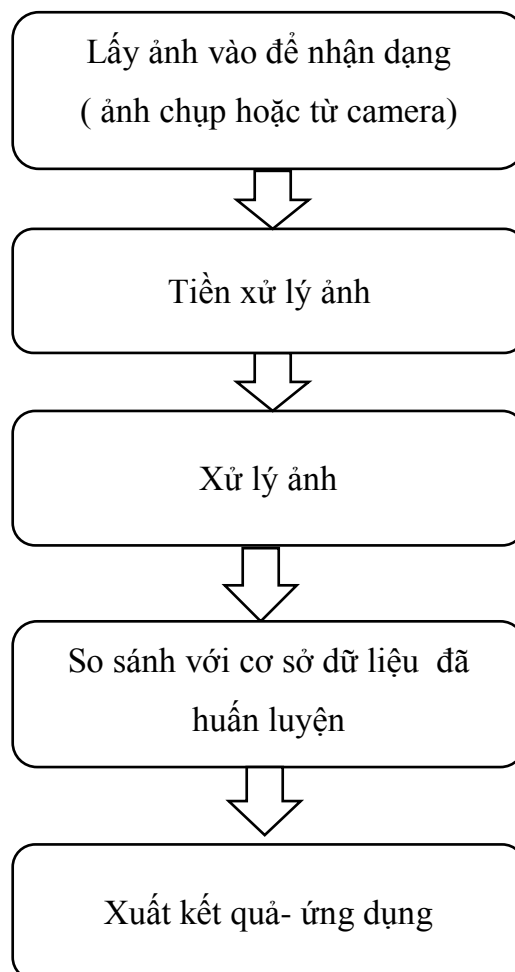 Lấy ảnh vào để nhận dạng
( ảnh chụp hoặc từ camera)
Tiền xử lý ảnh
Xử lý ảnh
So sánh với cơ sở dữ liệu  đã
huấn luyện
Xuất kết quả- ứng dụng